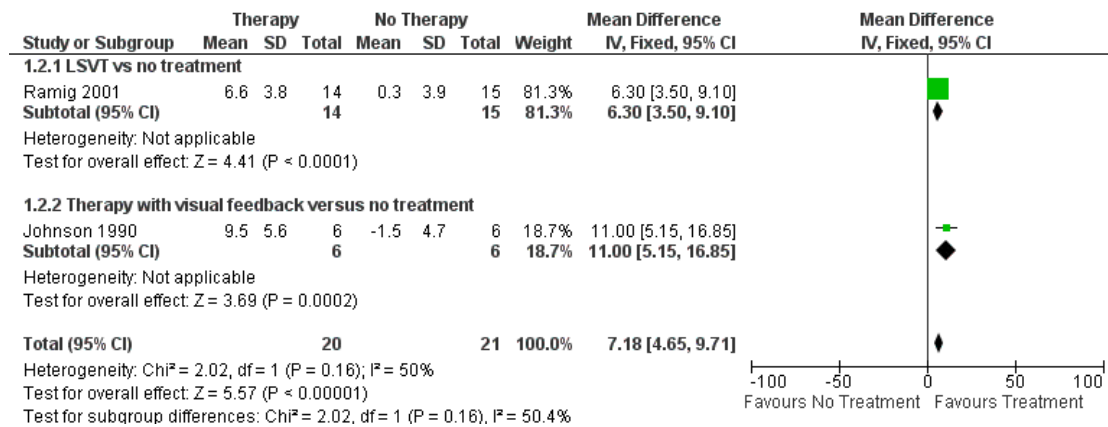 Therapy No Therapy Mean Difference Mean Difference
Study or Subgroup Mean SD Total Mean SD Total Weight IV, Fixed, 95% CI IV, Fixed, 95% CI
1.2.1 LSVT vs no treatment
Ramig 2001 6.6 3.8 14 0.3 3.9 15 81.3% 6.30 [3.50, 9.10]
Subtotal (95% CI) 14 15 81.3% 6.30 [3.50, 9.10]
Heterogeneity: Not applicable
Test for overall effect: Z = 4.41 (P < 0.0001)
1.2.2 Therapy with visual feedback versus no treatment
Johnson 1990 9.5 5.6 6 -1.5 4.7 6 18.7% 11.00 [5.15, 16.85]
Subtotal (95% CI) 6 6 18.7% 11.00 [5.15, 16.85]
Heterogeneity: Not applicable
Test for overall effect: Z = 3.69 (P = 0.0002)
Total (95% CI) 20 21 100.0% 7.18 [4.65, 9.71]
Heterogeneity: Chi² = 2.02, df = 1 (P = 0.16); I² = 50%
Test for overall effect: Z = 5.57 (P < 0.00001)
Test for subgroup differences: Chi² = 2.02, df = 1 (P = 0.16), I² = 50.4%
-100 -50 0 50 100
Favours No Treatment Favours Treatment